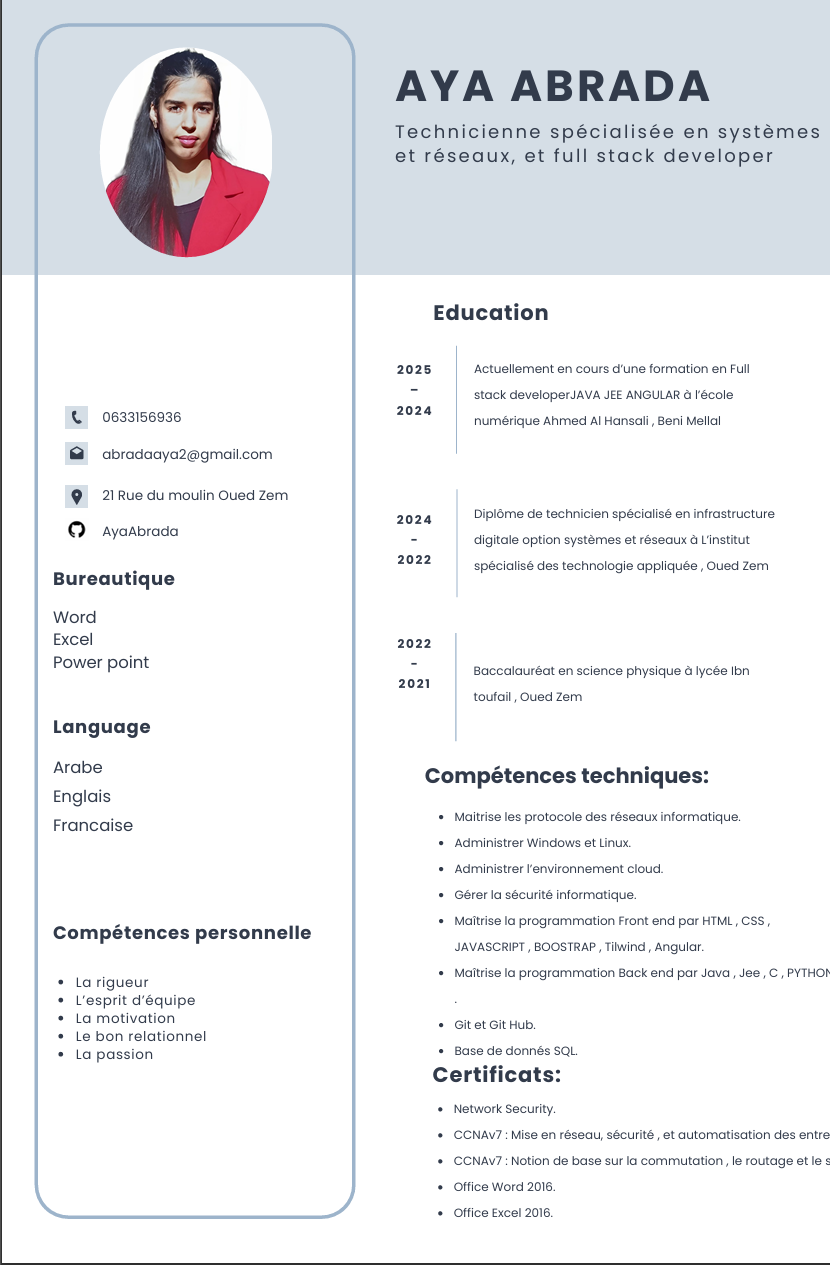 AYA ABRADA
Technicienne spécialisée en systèmes
et réseaux, et full stack developer
0633156936
abradaaya2@gmail.com
21 Rue du moulin Oued Zem
AyaAbrada
Bureautique
Word
Excel
Power point
Language
Arabe
Englais
Francaise
Compétences personnelle
• La rigueur
• L’esprit d’équipe
• La motivation
• Le bon relationnel
• La passion
Education
2025
–
2024
Actuellement en cours d’une formation en Full
stack developerJAVA JEE ANGULAR à l’école
numérique Ahmed Al Hansali , Beni Mellal
2024
-
2022
Diplôme de technicien spécialisé en infrastructure
digitale option systèmes et réseaux à L’institut
spécialisé des technologie appliquée , Oued Zem
2022
-
2021
Baccalauréat en science physique à lycée Ibn
toufail , Oued Zem
Compétences techniques:
• Maitrise les protocole des réseaux informatique.
• Administrer Windows et Linux.
• Administrer l’environnement cloud.
• Gérer la sécurité informatique.
• Maîtrise la programmation Front end par HTML , CSS ,
JAVASCRIPT , BOOSTRAP , Tilwind , Angular.
• Maîtrise la programmation Back end par Java , Jee , C , PYTHON
.
• Git et Git Hub.
• Base de donnés SQL.
Certificats:
• Network Security.
• CCNAv7 : Mise en réseau, sécurité , et automatisation des entre
• CCNAv7 : Notion de base sur la commutation , le routage et le s
• Office Word 2016.
• Office Excel 2016.